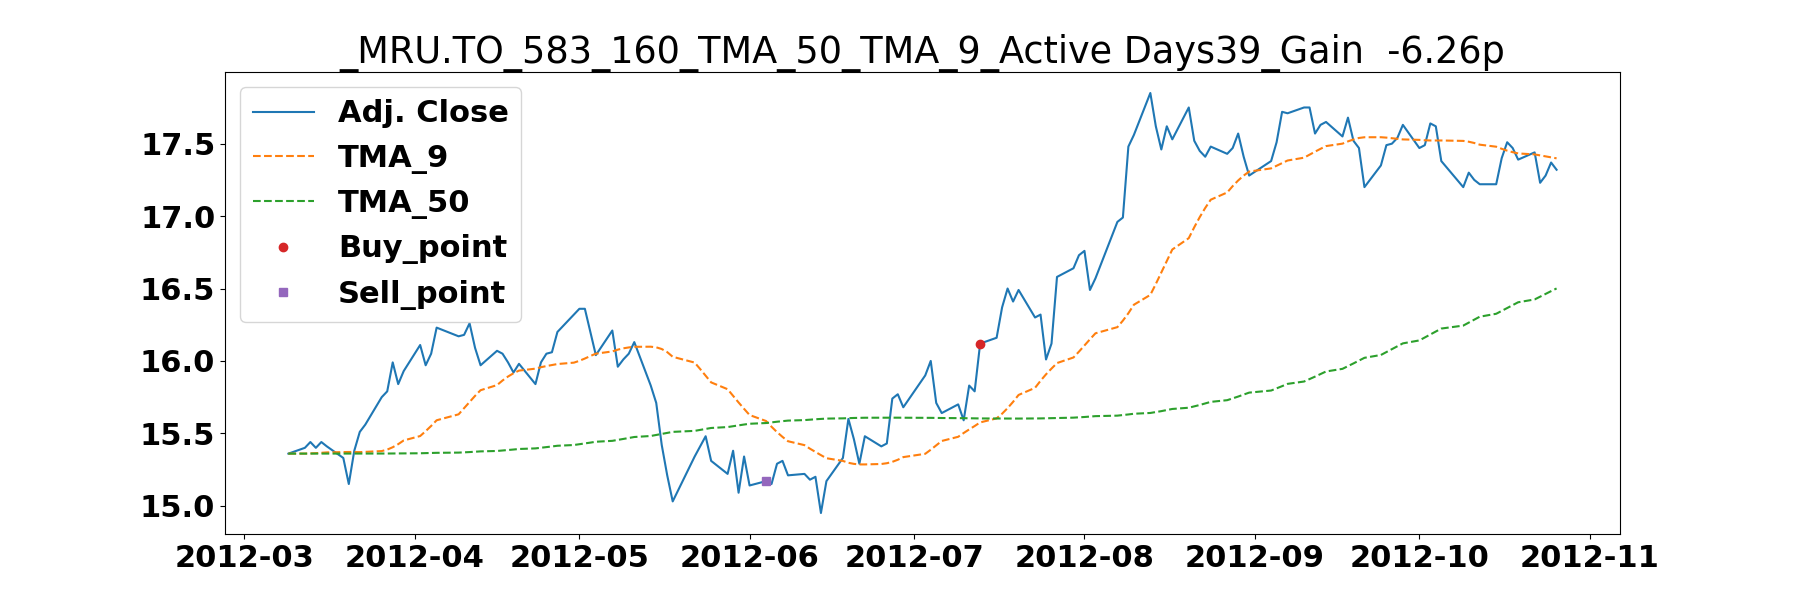 _MRU.TO_583_160_TMA_50_TMA_9_Active Days39_Gain  -6.26p
Adj. Close
TMA_9
TMA_50
Buy_point
Sell_point
17.5
17.0
16.5
16.0
15.5
15.0
2012-03 2012-04 2012-05 2012-06 2012-07 2012-08 2012-09 2012-10 2012-11